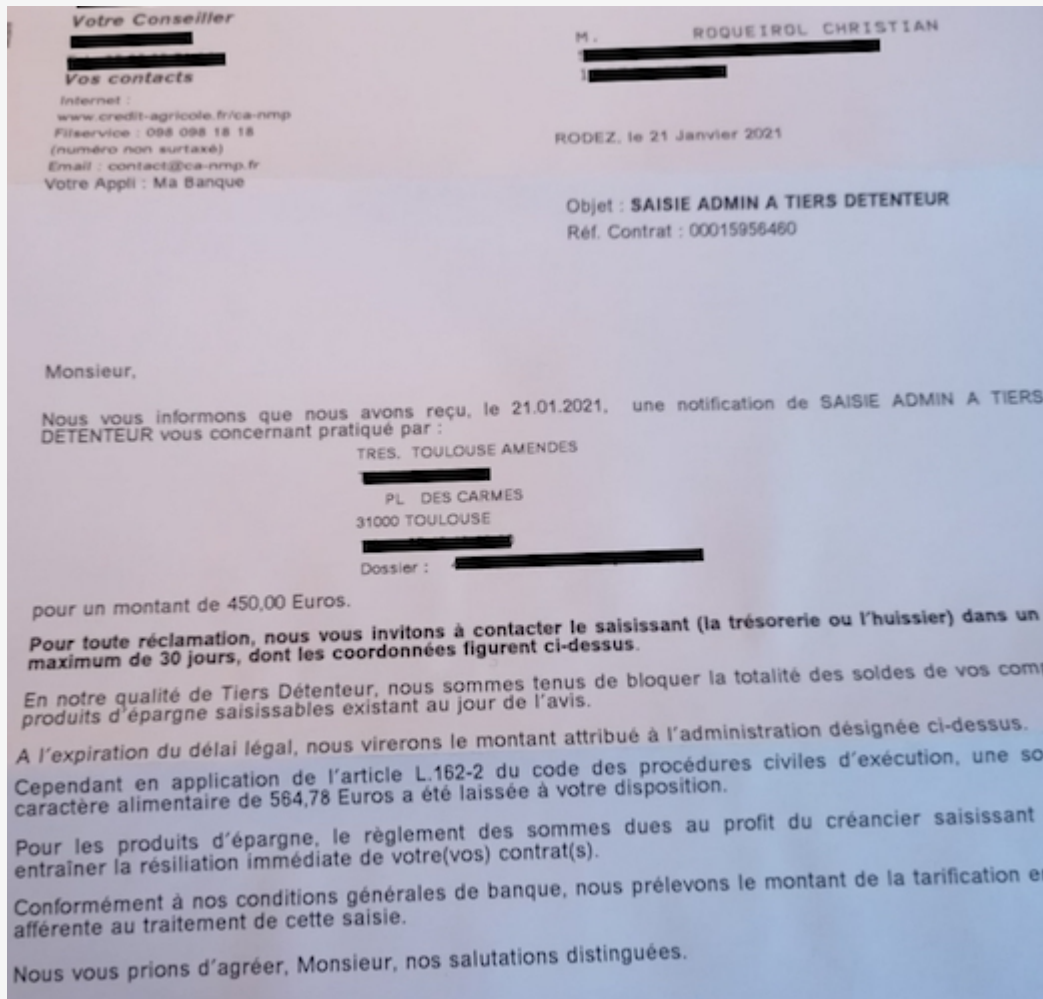 Votre Conseiller
Vos contacts
Internet :
www.credit-agricole.fr/ca-nmp
Filservice : 098 098 18 18
(numéro non surtaxé)
Email : contact@ca-nmp.fr
Votre Appli : Ma Banque
M. ROQUEIROL CHRISTIAN
1
RODEZ, le 21 Janvier 2021
Objet : SAISIE ADMIN A TIERS DETENTEUR
Réf. Contrat : 00015956460
Monsieur,
Nous vous informons que nous avons reçu, le 21.01.2021, une notification de SAISIE ADMIN A TIERS
DETENTEUR vous concernant pratiqué par :
TRES. TOULOUSE AMENDES
PL DES CARMES
31000 TOULOUSE
Dossier :
pour un montant de 450,00 Euros.
Pour toute réclamation, nous vous invitons à contacter le saisissant (la trésorerie ou l'huissier) dans un
maximum de 30 jours, dont les coordonnées figurent ci-dessus.
En notre qualité de Tiers Détenteur, nous sommes tenus de bloquer la totalité des soldes de vos com
produits d'épargne saisissables existant au jour de l'avis.
A l'expiration du délai légal, nous virerons le montant attribué à l'administration désignée ci-dessus.
Cependant en application de l'article L.162-2 du code des procédures civiles d'exécution, une so
caractère alimentaire de 564,78 Euros a été laissée à votre disposition.
Pour les produits d'épargne, le règlement des sommes dues au profit du créancier saisissant
entraîner la résiliation immédiate de votre(vos) contrat(s).
Conformément à nos conditions générales de banque, nous prélevons le montant de la tarification e
afférente au traitement de cette saisie.
Nous vous prions d'agréer, Monsieur, nos salutations distinguées.